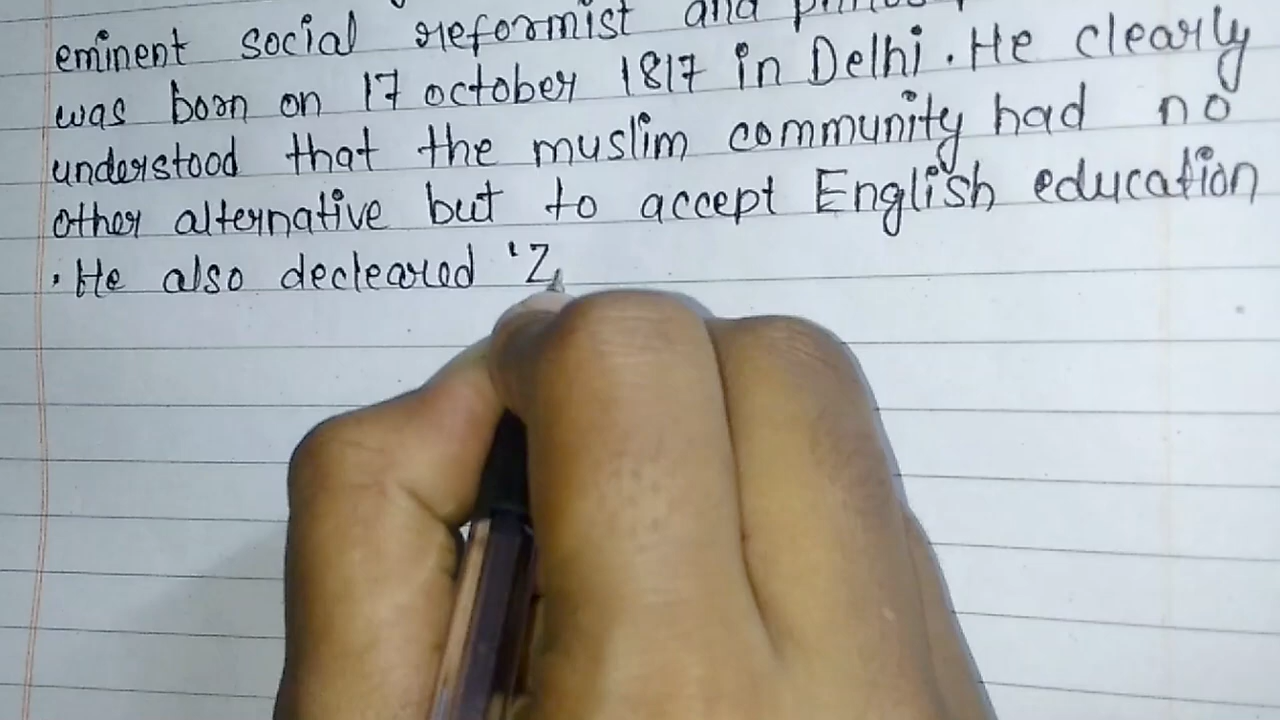 eminent social reformist and
was born on 17 october 1817 in Delhi. He clearly
understood that the muslim community had no
other alternative but to accept English education
. He also decleared 'Z